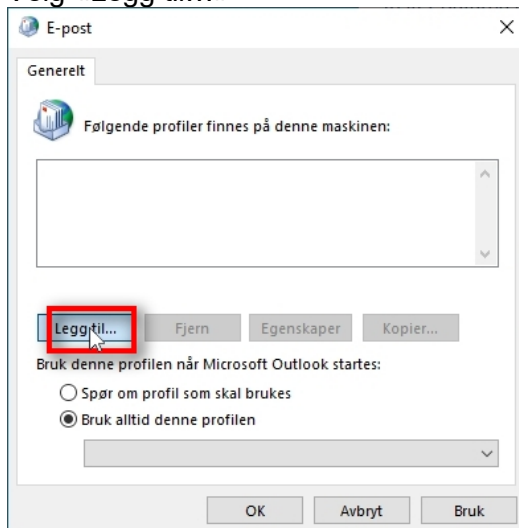 E-post
Generelt
Følgende profiler finnes på denne maskinen:
Legg til...
Fjern
Egenskaper
Kopier...
Bruk denne profilen når Microsoft Outlook startes:
Spør om profil som skal brukes
Bruk alltid denne profilen
OK
Avbryt
Bruk